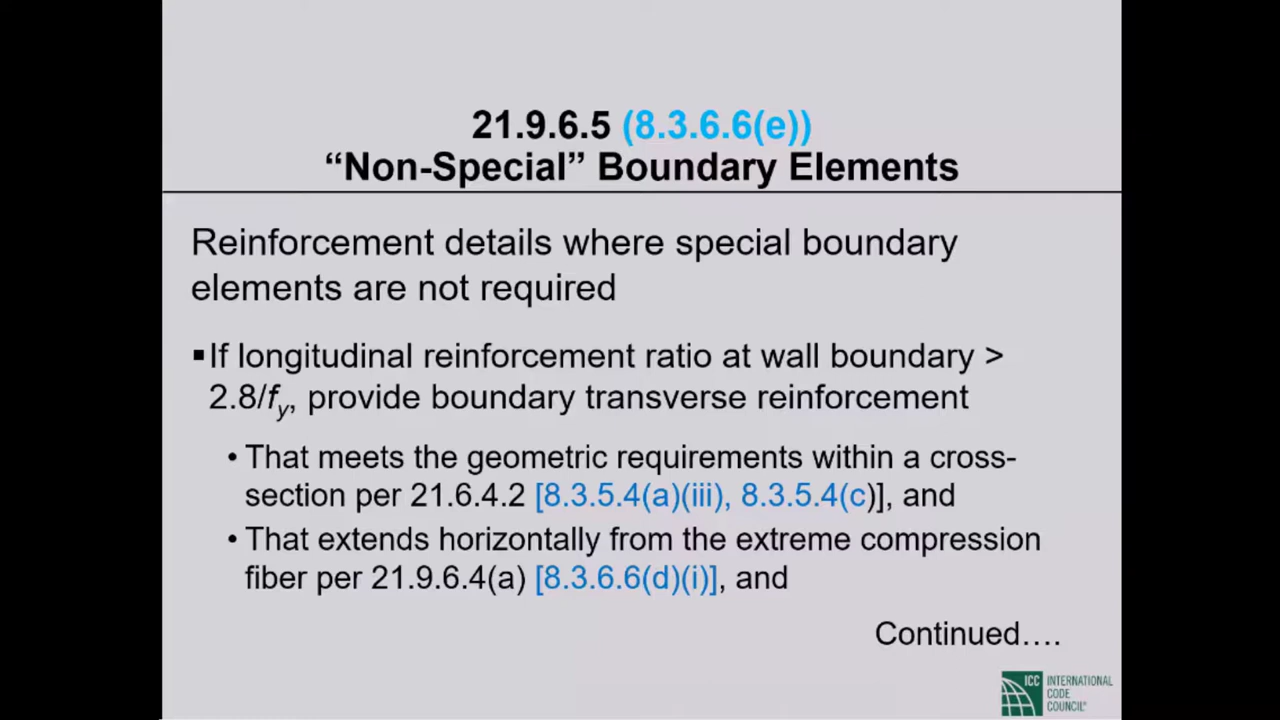 21.9.6.5 (8.3.6.6(e))
“Non-Special” Boundary Elements
Reinforcement details where special boundary
elements are not required
▪If longitudinal reinforcement ratio at wall boundary >
2.8/fy, provide boundary transverse reinforcement
• That meets the geometric requirements within a cross-
section per 21.6.4.2 [8.3.5.4(a)(iii), 8.3.5.4(c)], and
• That extends horizontally from the extreme compression
fiber per 21.9.6.4(a) [8.3.6.6(d)(i)], and
Continued….
ICC INTERNATIONAL
CODE
COUNCIL®